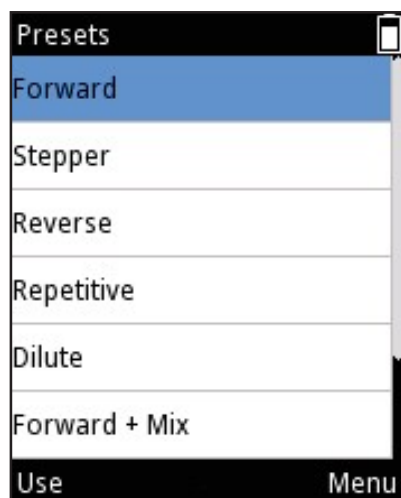 Presets
Forward
Stepper
Reverse
Repetitive
Dilute
Forward + Mix
Use Menu